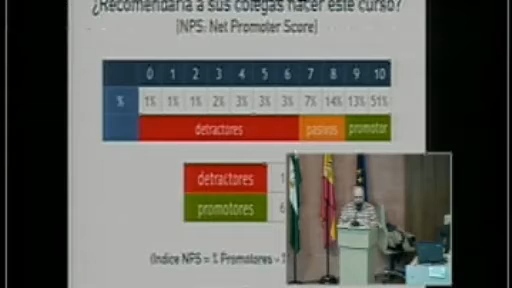 ¿Recomendaría a sus colegas hacer este curso?
(NPS: Net Promoter Score)
0 1 2 3 4 5 6 7 8 9 10
% 1% 1% 1% 2% 3% 3% 3% 7% 14% 13% 51%
detractores pasivos promotor
detractores 1
promotores 6
(Indice NPS = % Promotores -